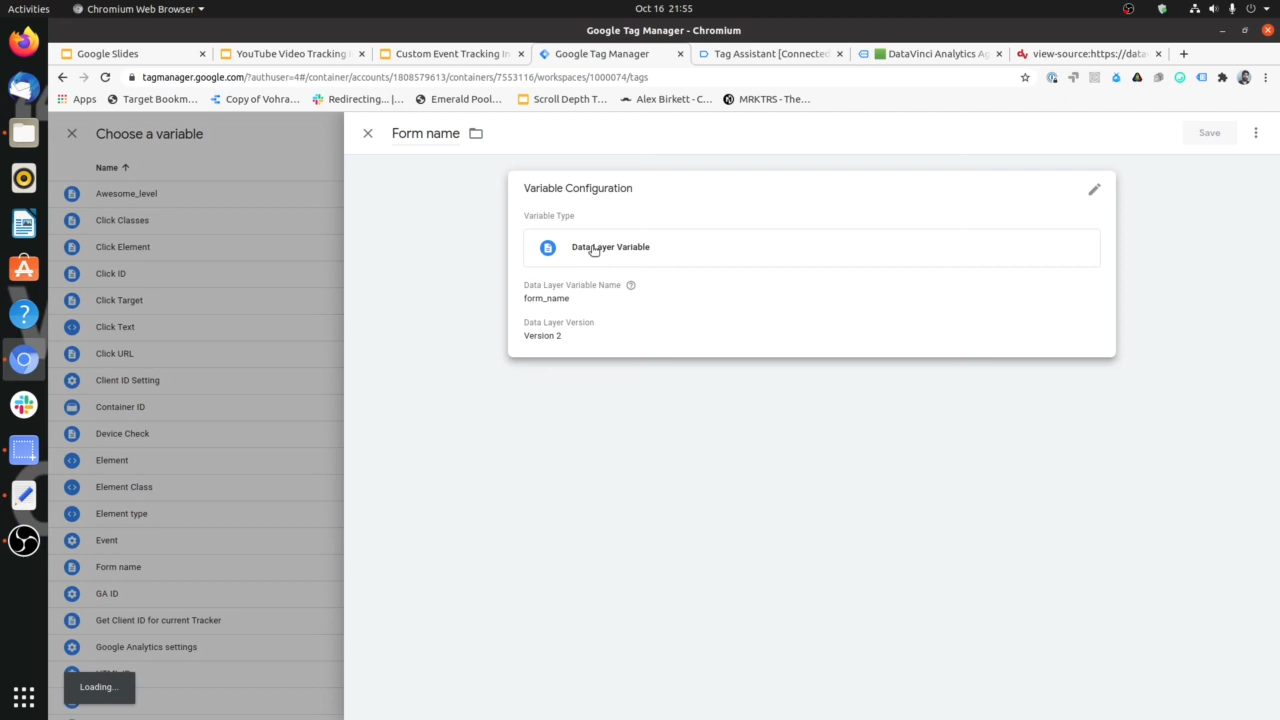 Activities
Chromium Web Browser
Oct 16 21:55
Google Tag Manager - Chromium
Google Slides
YouTube Video Tracking i
Custom Event Tracking In
Google Tag Manager
Tag Assistant [Connected
DataVinci Analytics Ag
view-source:https://data
tagmanager.google.com/?authuser=4#/container/accounts/1808579613/containers/7553116/workspaces/1000074/tags
Apps
Target Bookm...
Copy of Vohra...
Redirecting... |...
Emerald Pool...
Scroll Depth T...
Alex Birkett - C...
MRKTRS - The...
Choose a variable
Form name
Save
Name
Awesome_level
Click Classes
Click Element
Click ID
Click Target
Click Text
Click URL
Client ID Setting
Container ID
Device Check
Element
Element Class
Element type
Event
Form name
GA ID
Get Client ID for current Tracker
Google Analytics settings
Loading...
Variable Configuration
Variable Type
Data Layer Variable
Data Layer Variable Name
form_name
Data Layer Version
Version 2